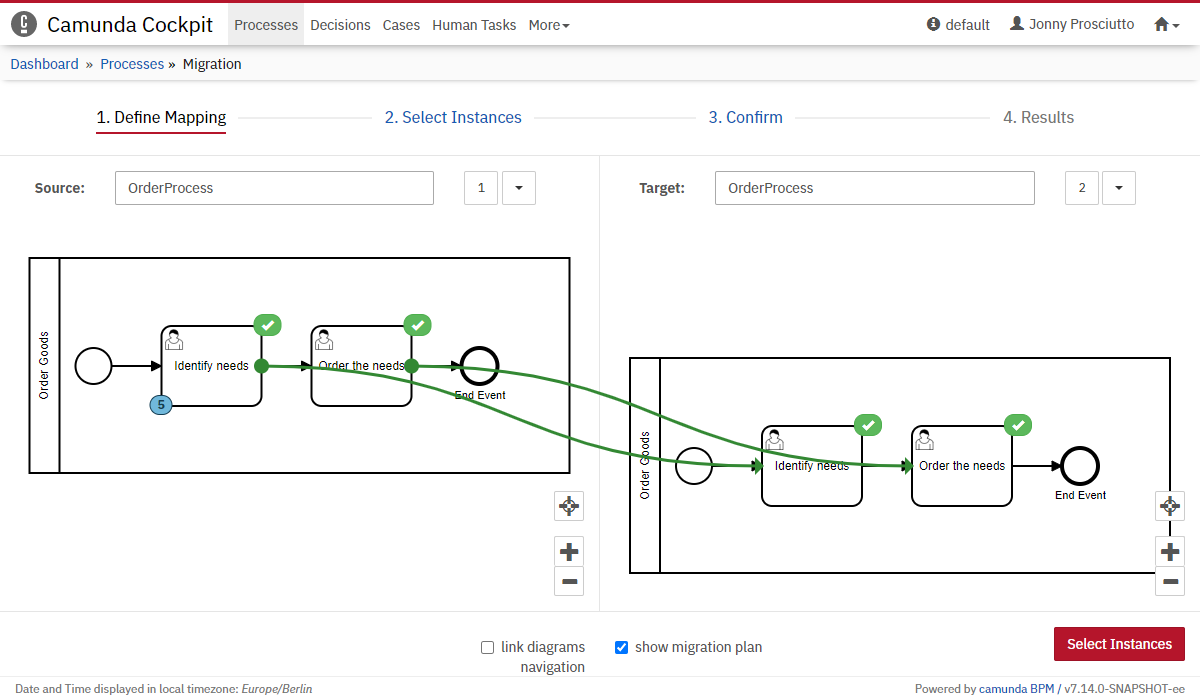 Camunda Cockpit Processes Decisions Cases Human Tasks More default Jonny Prosciutto
Dashboard » Processes » Migration
1. Define Mapping 2. Select Instances 3. Confirm 4. Results
Source: OrderProcess 1
Target: OrderProcess 2
Order Goods
Identify needs
Order the needs
End Event
5
Order Goods
Identify needs
Order the needs
End Event
link diagrams
navigation
show migration plan
Select Instances
Date and Time displayed in local timezone: Europe/Berlin
Powered by camunda BPM / v7.14.0-SNAPSHOT-ee